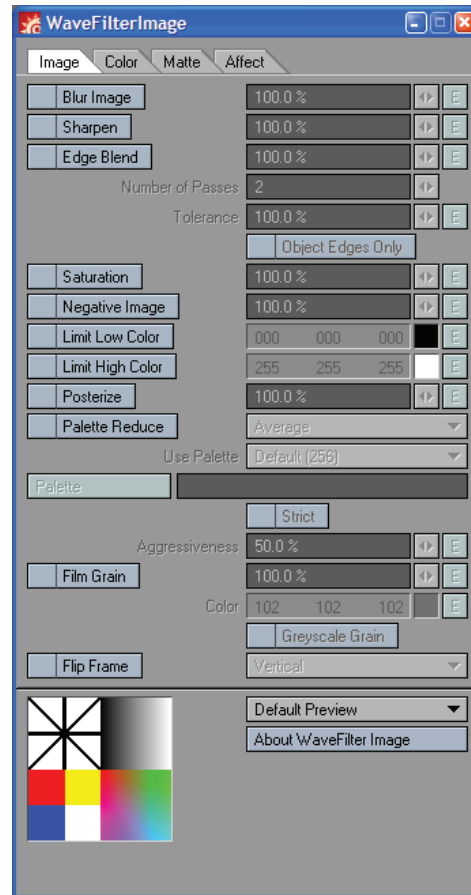 WaveFilterImage
Image Color Matte Affect
Blur Image 100.0 % E
Sharpen 100.0 % E
Edge Blend 100.0 % E
Number of Passes 2
Tolerance 100.0 % E
Object Edges Only
Saturation 100.0 % E
Negative Image 100.0 % E
Limit Low Color 000 000 000 E
Limit High Color 255 255 255 E
Posterize 100.0 % E
Palette Reduce Average
Use Palette Default (256)
Palette
Strict
Aggressiveness 50.0 % E
Film Grain 100.0 % E
Color 102 102 102 E
Greyscale Grain
Flip Frame Vertical
Default Preview
About WaveFilter Image